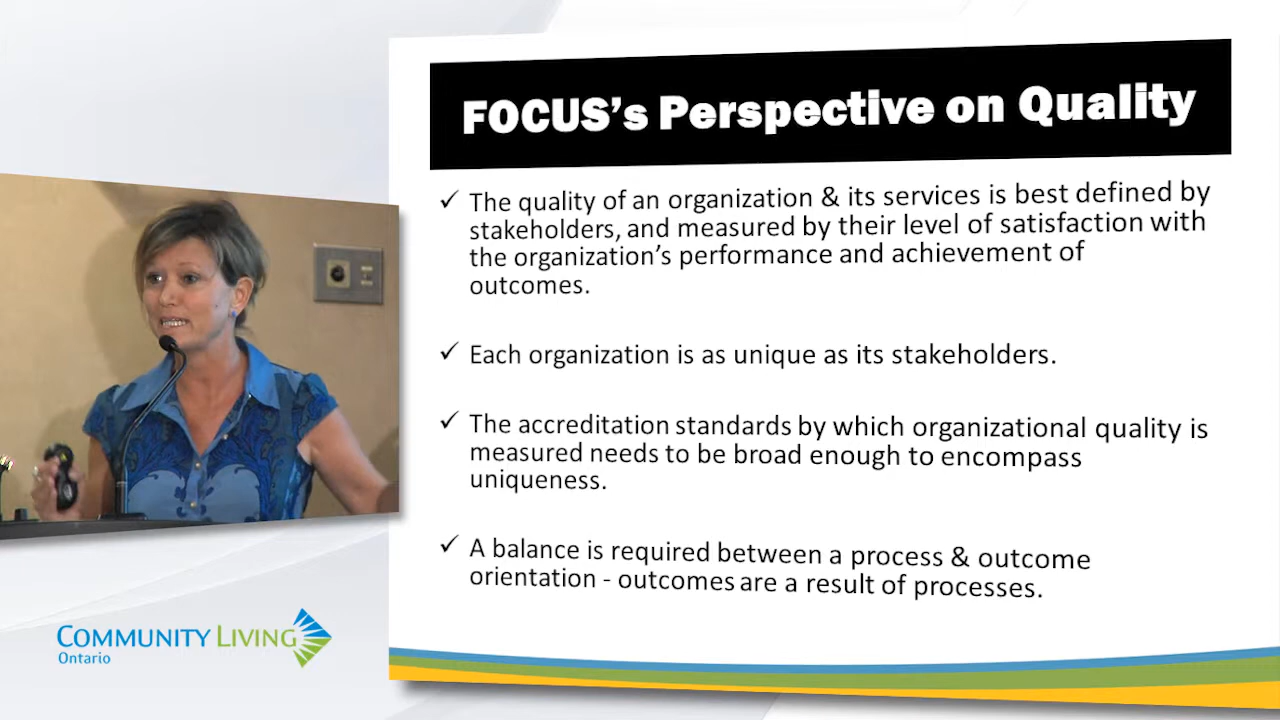 FOCUS's Perspective on Quality
✓ The quality of an organization & its services is best defined by
stakeholders, and measured by their level of satisfaction with
the organization's performance and achievement of
outcomes.
✓ Each organization is as unique as its stakeholders.
✓ The accreditation standards by which organizational quality is
measured needs to be broad enough to encompass
uniqueness.
✓ A balance is required between a process & outcome
orientation - outcomes are a result of processes.
COMMUNITY LIVING
Ontario